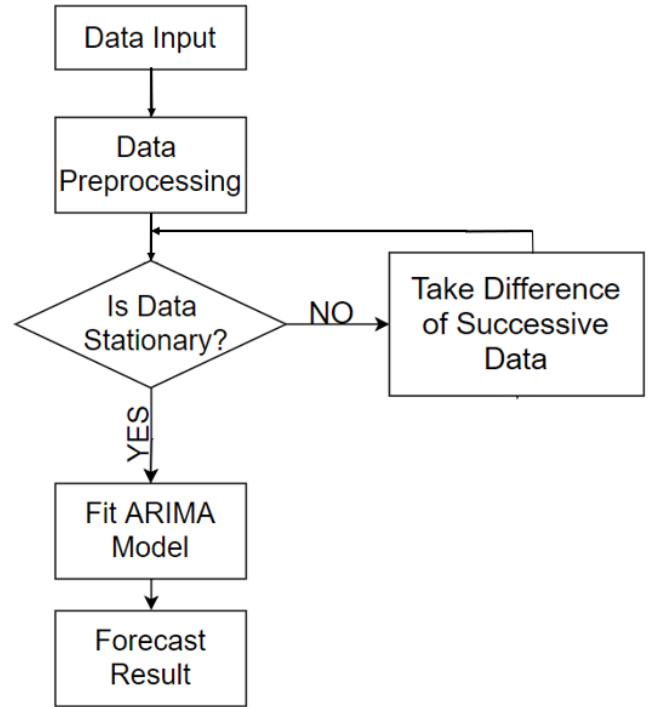 Data Input
Data
Preprocessing
Is Data
Stationary?
NO
Take Difference
of Successive
Data
YES
Fit ARIMA
Model
Forecast
Result